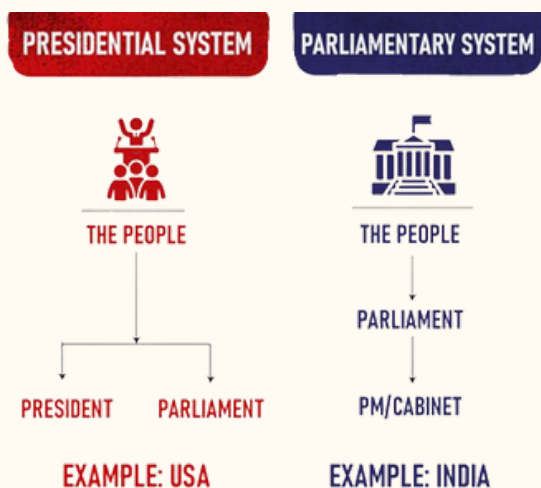 PRESIDENTIAL SYSTEM
THE PEOPLE
PRESIDENT
PARLIAMENT
EXAMPLE: USA
PARLIAMENTARY SYSTEM
THE PEOPLE
PARLIAMENT
PM/CABINET
EXAMPLE: INDIA